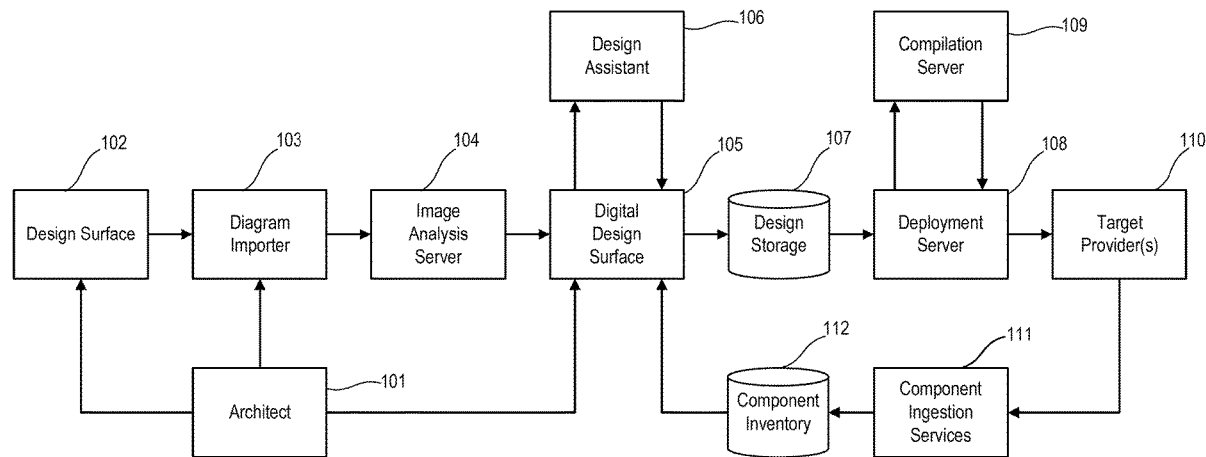 106
Design
Assistant
109
Compilation
Server
102
Design Surface
103
Diagram
Importer
104
Image
Analysis
Server
105
Digital
Design
Surface
107
Design
Storage
108
Deployment
Server
110
Target
Provider(s)
101
Architect
112
Component
Inventory
111
Component
Ingestion
Services